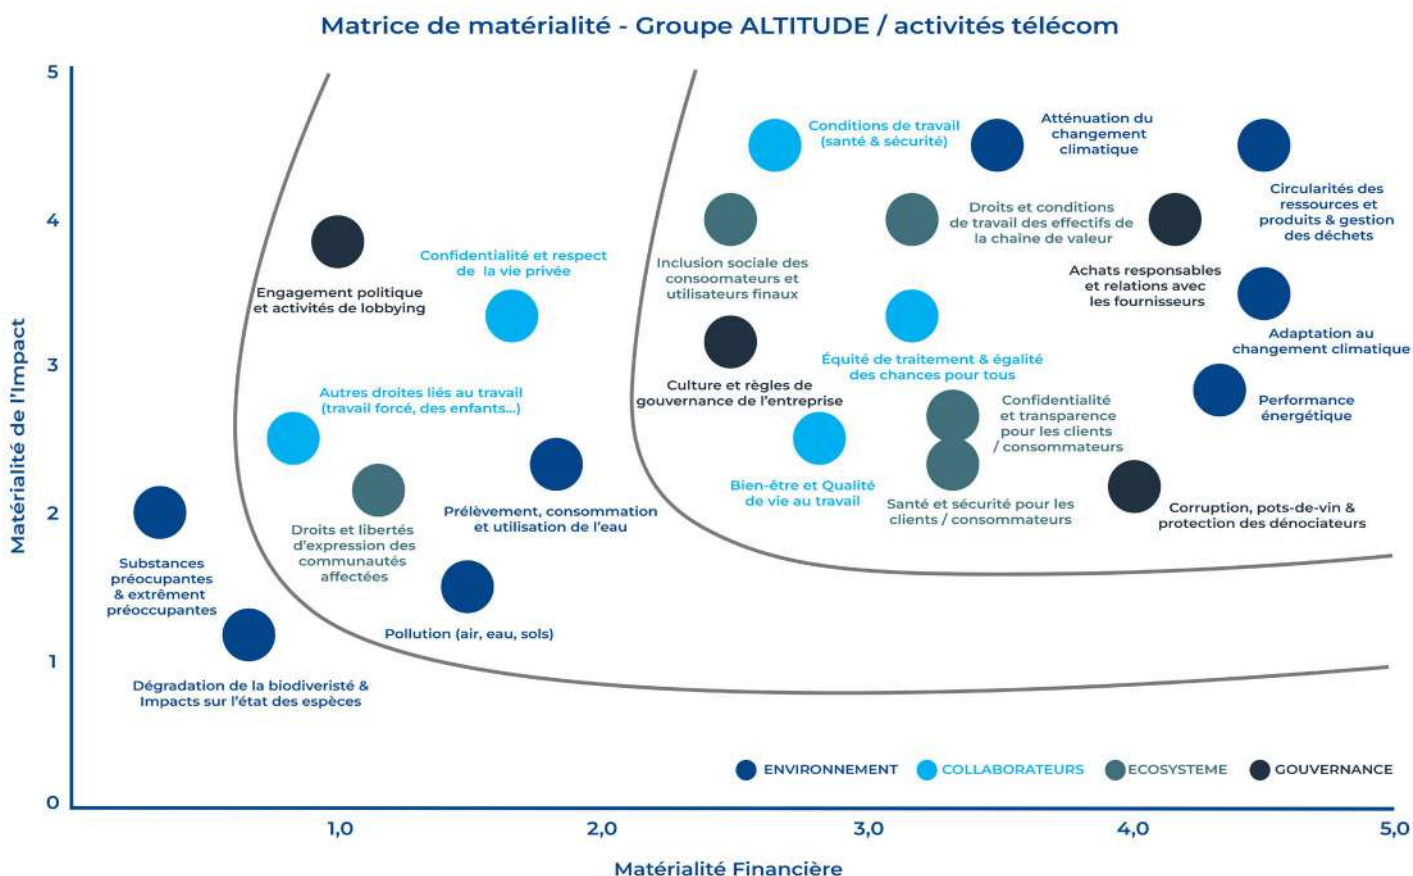 Matrice de matérialité - Groupe ALTITUDE / activités télécom
Matérialité de l'Impact
5
4
3
2
1
0
Conditions de travail
(santé & sécurité)
Atténuation du
changement
climatique
Circularités des
ressources et
produits & gestion
des déchets
Droits et conditions
de travail des effectifs de
la chaîne de valeur
Inclusion sociale des
consoomateurs et
utilisateurs finaux
Achats responsables
et relations avec
les fournisseurs
Confidentialité et respect
de la vie privée
Engagement politique
et activités de lobbying
Adaptation au
changement climatique
Équité de traitement & égalité
des chances pour tous
Culture et règles de
gouvernance de l'entreprise
Autres droites liés au travail
(travail forcé, des enfants...)
Confidentialité
et transparence
pour les clients
/ consommateurs
Performance
énergétique
Bien-être et Qualité
de vie au travail
Santé et sécurité pour les
clients / consommateurs
Corruption, pots-de-vin &
protection des dénociateurs
Prélèvement, consommation
et utilisation de l'eau
Droits et libertés
d'expression des
communautés
affectées
Substances
préocupantes
& extrêment
préoccupantes
Pollution (air, eau, sols)
Dégradation de la biodiveristé &
Impacts sur l'état des espèces
ENVIRONNEMENT
COLLABORATEURS
ECOSYSTEME
GOUVERNANCE
1,0
2,0
3,0
4,0
5,0
Matérialité Financière